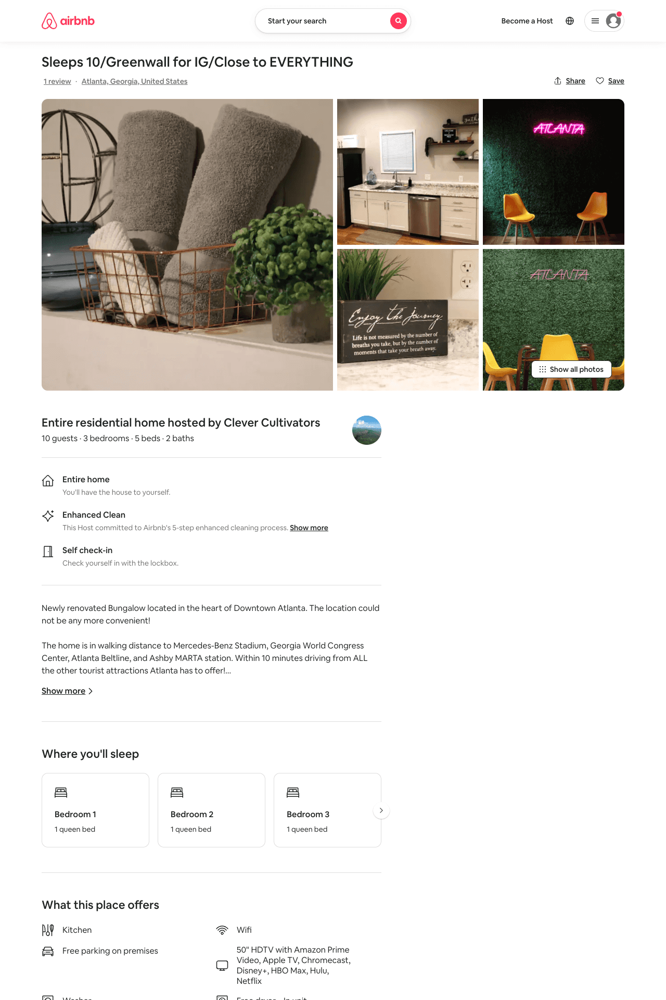 airbnb
Start your search
Become a Host
Sleeps 10/Greenwall for IG/Close to EVERYTHING
1 review · Atlanta, Georgia, United States
Share
Save
gath
ATLANTA
Enjoy the journey
Life is not measured by the number of
breaths you take, but by the number of
moments that take your breath away.
ATLANTA
Show all photos
Entire residential home hosted by Clever Cultivators
10 guests · 3 bedrooms · 5 beds · 2 baths
Entire home
You’ll have the house to yourself.
Enhanced Clean
This Host committed to Airbnb's 5-step enhanced cleaning process. Show more
Self check-in
Check yourself in with the lockbox.
Newly renovated Bungalow located in the heart of Downtown Atlanta. The location could
not be any more convenient!
The home is in walking distance to Mercedes-Benz Stadium, Georgia World Congress
Center, Atlanta Beltline, and Ashby MARTA station. Within 10 minutes driving from ALL
the other tourist attractions Atlanta has to offer!...
Show more
Where you'll sleep
Bedroom 1
1 queen bed
Bedroom 2
1 queen bed
Bedroom 3
1 queen bed
What this place offers
Kitchen
Wifi
Free parking on premises
50" HDTV with Amazon Prime
Video, Apple TV, Chromecast,
Disney+, HBO Max, Hulu,
Netflix
Washer
Free dryer – In unit